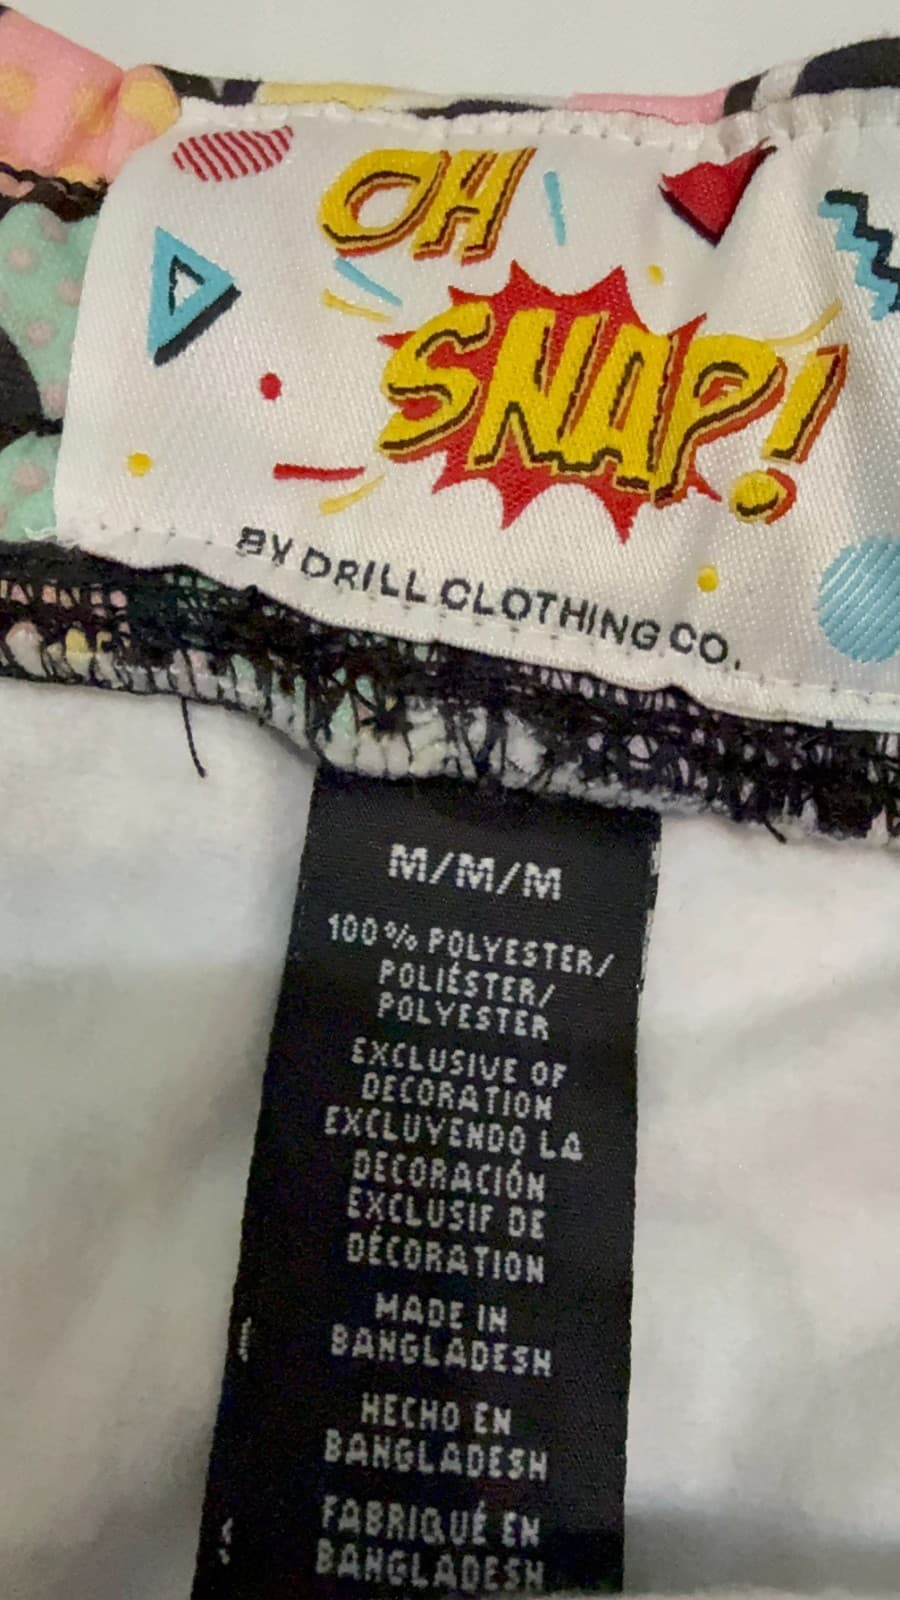 OH
SNAP!
BY DRILL CLOTHING CO.
M/M/M
100% POLYESTER/
POLIÉSTER/
POLYESTER
EXCLUSIVE OF
DECORATION
EXCLUYENDO LA
DECORACIÓN
EXCLUSIF DE
DÉCORATION
MADE IN
BANGLADESH
HECHO EN
BANGLADESH
FABRIQUÉ EN
BANGLADESH